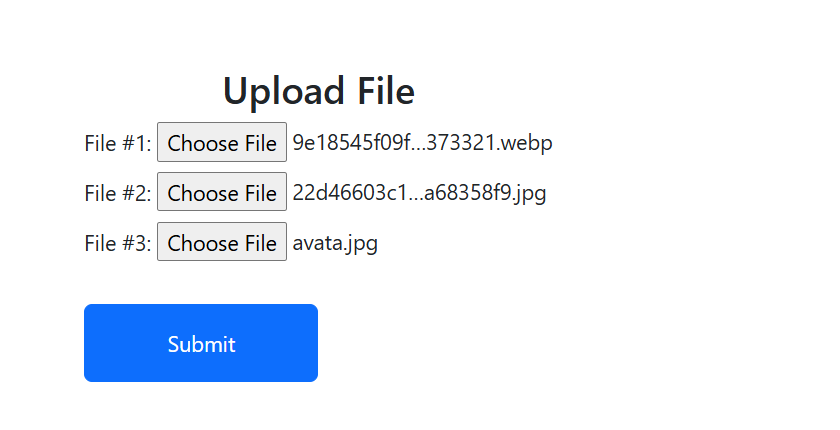 Upload File
File #1: Choose File 9e18545f09f...373321.webp
File #2: Choose File 22d46603c1...a68358f9.jpg
File #3: Choose File avata.jpg
Submit